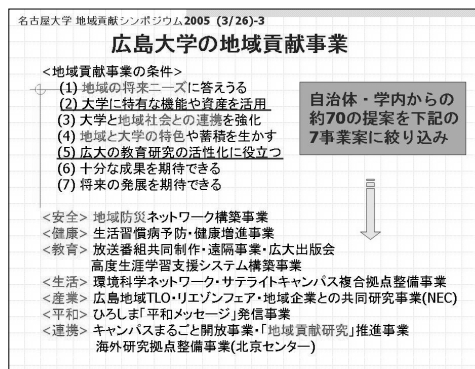 名古屋大学 地域貢献シンポジウム2005 (3/26)-3
広島大学の地域貢献事業
<地域貢献事業の条件>
(1) 地域の将来ニーズに答えうる
(2) 大学に特有な機能や資産を活用
(3) 大学と地域社会との連携を強化
(4) 地域と大学の特色や蓄積を生かす
(5) 広大の教育研究の活性化に役立つ
(6) 十分な成果を期待できる
(7) 将来の発展を期待できる
自治体・学内からの
約70の提案を下記の
7事業案に絞り込み
<安全> 地域防災ネットワーク構築事業
<健康> 生活習慣病予防・健康増進事業
<教育> 放送番組共同制作・遠隔事業・広大出版会
高度生涯学習支援システム構築事業
<生活> 環境科学ネットワーク・サテライトキャンパス複合拠点整備事業
<産業> 広島地域TLO・リエゾンフェア・地域企業との共同研究事業(NEC)
<平和> ひろしま「平和メッセージ」発信事業
<連携> キャンパスまるごと開放事業・「地域貢献研究」推進事業
海外研究拠点整備事業(北京センター)